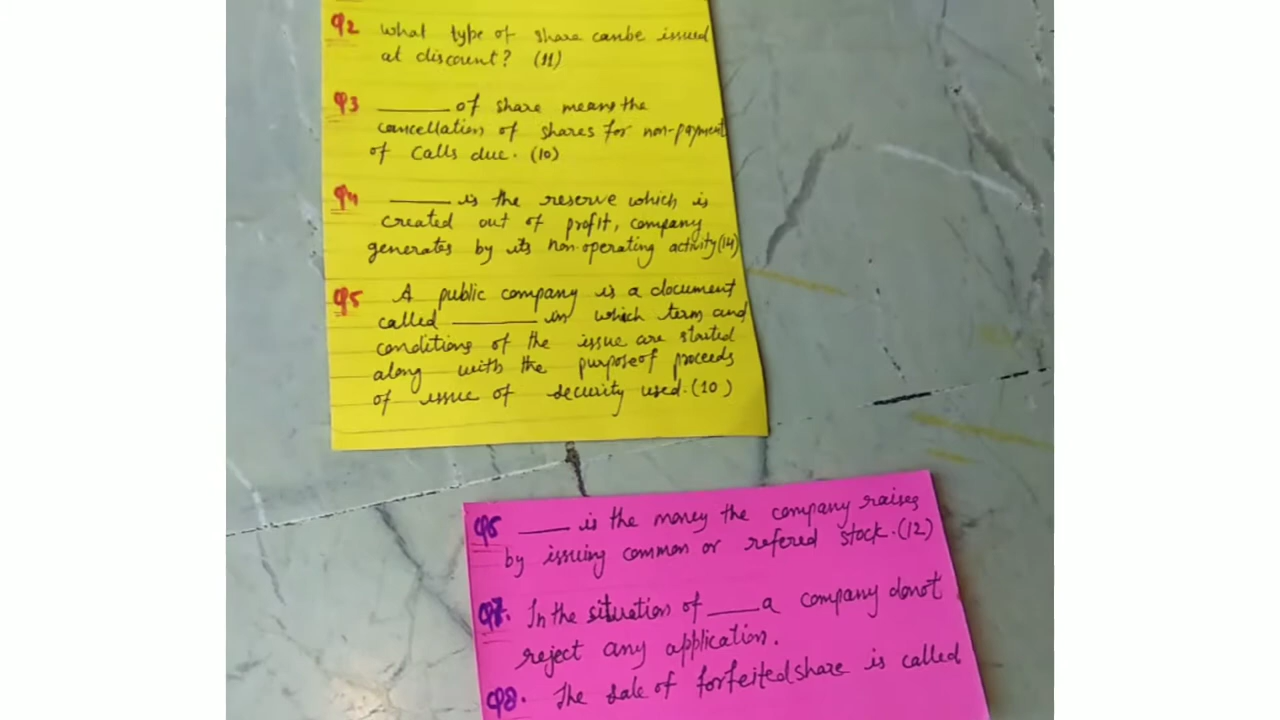 Q2 What type of share canbe issued
at discount? (11)
Q3 ______ of share means the
cancellation of shares for non-payment
of calls due. (10)
Q4 ______ is the reserve which is
created out of profit, company
generates by its non-operating activity(14)
Q5 A public company is a document
called ______ in which term and
conditions of the issue are started
along with the purpose of proceeds
of issue of security used. (10)
Q6 ______ is the money the company raises
by issuing common or refered stock. (12)
Q7. In the situation of ____ a company donot
reject any application.
Q8. The sale of forfeited share is called